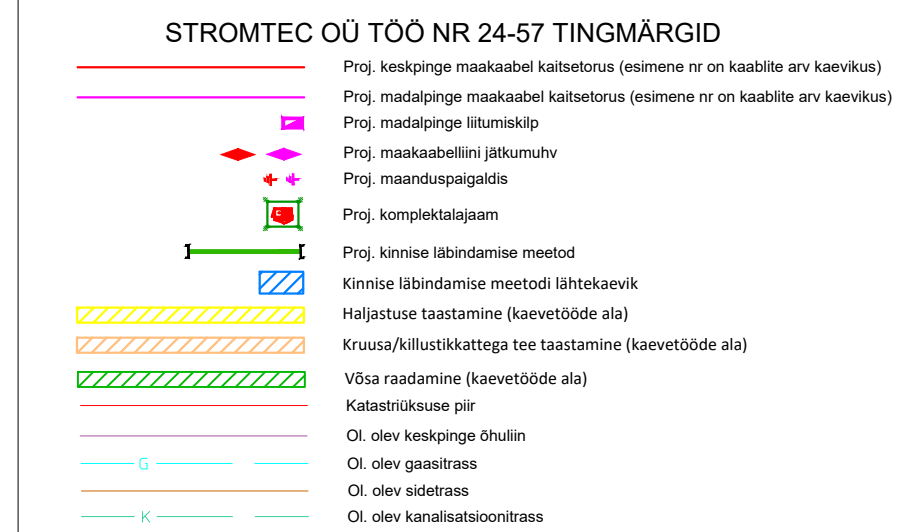 STROMTEC OÜ TÖÖ NR 24-57 TINGMÄRGID
Proj. keskpinge maakaabel kaitsetorus (esimene nr on kaablite arv kaevikus)
Proj. madalpinge maakaabel kaitsetorus (esimene nr on kaablite arv kaevikus)
Proj. madalpinge liitumiskilp
Proj. maakaabelliini jätkumuhv
Proj. maanduspaigaldis
Proj. komplektalajaam
Proj. kinnise läbindamise meetod
Kinnise läbindamise meetodi lähtekaevik
Haljastuse taastamine (kaevetööde ala)
Kruusa/killustikkattega tee taastamine (kaevetööde ala)
Võsa raadamine (kaevetööde ala)
Katastriüksuse piir
Ol. olev keskpinge õhuliin
G Ol. olev gaasitrass
Ol. olev sidetrass
K Ol. olev kanalisatsioonitrass